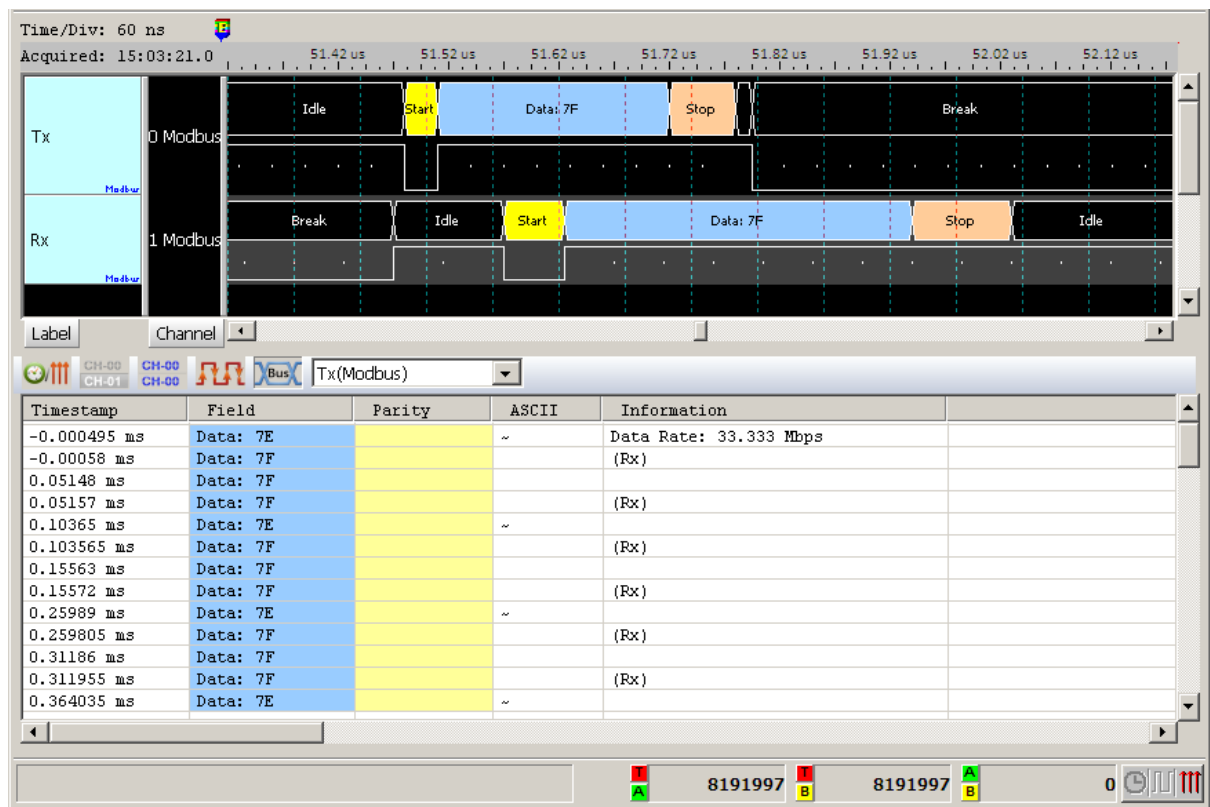 Time/Div: 60 ns
Acquired: 15:03:21.0
51.42 us 51.52 us 51.62 us 51.72 us 51.82 us 51.92 us 52.02 us 52.12 us
Tx
Modbus
0 Modbus
Idle Start Data: 7F Stop Break
Rx
Modbus
1 Modbus
Break Idle Start Data: 7F Stop Idle
Label Channel
CH-00 CH-01 CH-00 CH-00 Bus Tx(Modbus)
Timestamp Field Parity ASCII Information
-0.000495 ms Data: 7E ~ Data Rate: 33.333 Mbps
-0.00058 ms Data: 7F (Rx)
0.05148 ms Data: 7F
0.05157 ms Data: 7F (Rx)
0.10365 ms Data: 7E ~
0.103565 ms Data: 7F (Rx)
0.15563 ms Data: 7F
0.15572 ms Data: 7F (Rx)
0.25989 ms Data: 7E ~
0.259805 ms Data: 7F (Rx)
0.31186 ms Data: 7F
0.311955 ms Data: 7F (Rx)
0.364035 ms Data: 7E ~
T A 8191997 T B 8191997 A B 0